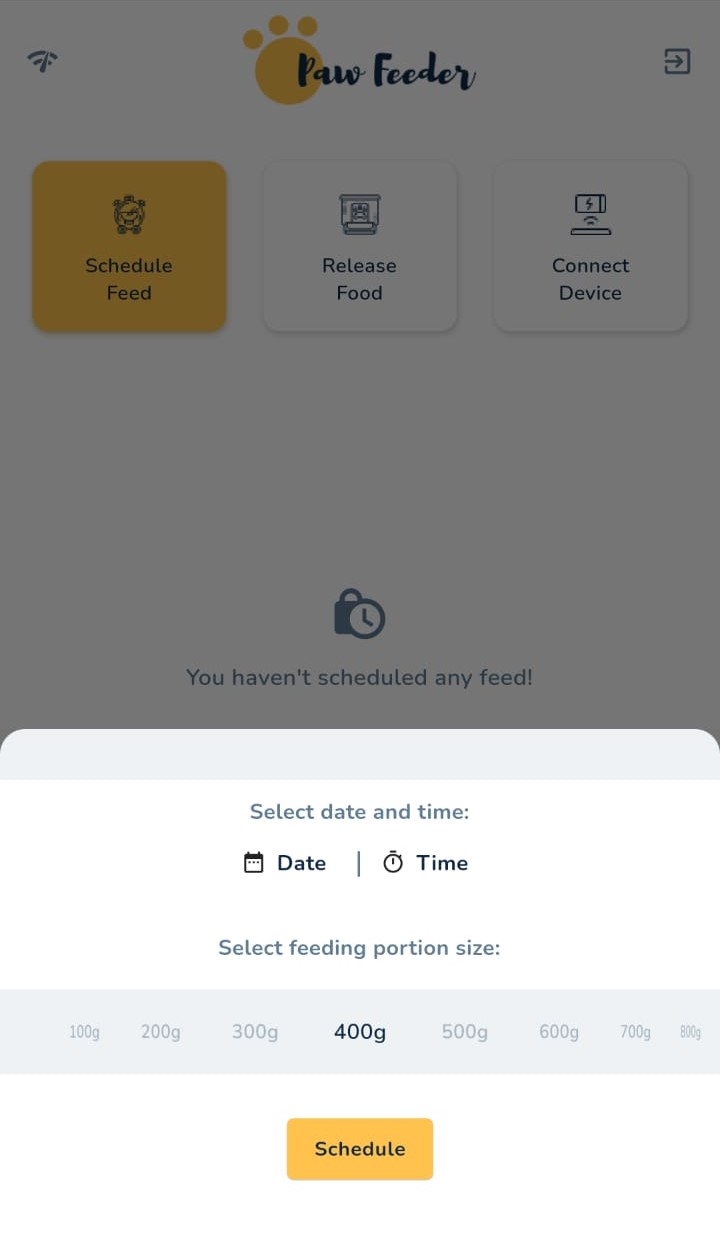 Paw Feeder
Schedule
Feed
Release
Food
Connect
Device
You haven't scheduled any feed!
Select date and time:
Date | Time
Select feeding portion size:
100g 200g 300g 400g 500g 600g 700g 800g
Schedule